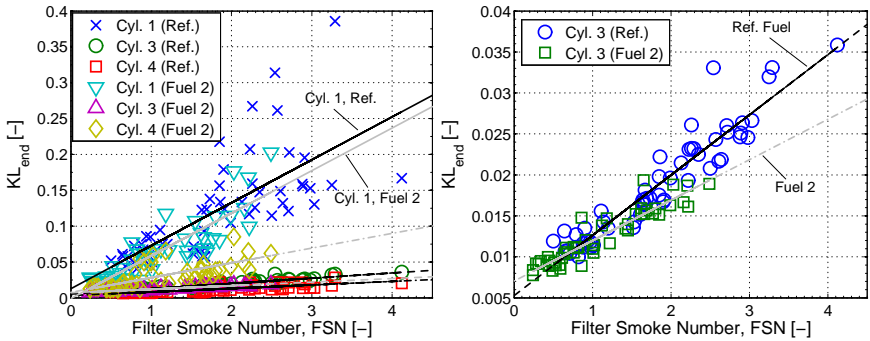 0.4
0.35
0.3
0.25
0.2
0.15
0.1
0.05
0
KL_end [−]
0 1 2 3 4
Filter Smoke Number, FSN [−]
Cyl. 1 (Ref.)
Cyl. 3 (Ref.)
Cyl. 4 (Ref.)
Cyl. 1 (Fuel 2)
Cyl. 3 (Fuel 2)
Cyl. 4 (Fuel 2)
Cyl. 1, Ref.
Cyl. 1, Fuel 2
0.04
0.035
0.03
0.025
0.02
0.015
0.01
0.005
KL_end [−]
0 1 2 3 4
Filter Smoke Number, FSN [−]
Cyl. 3 (Ref.)
Cyl. 3 (Fuel 2)
Ref. Fuel
Fuel 2